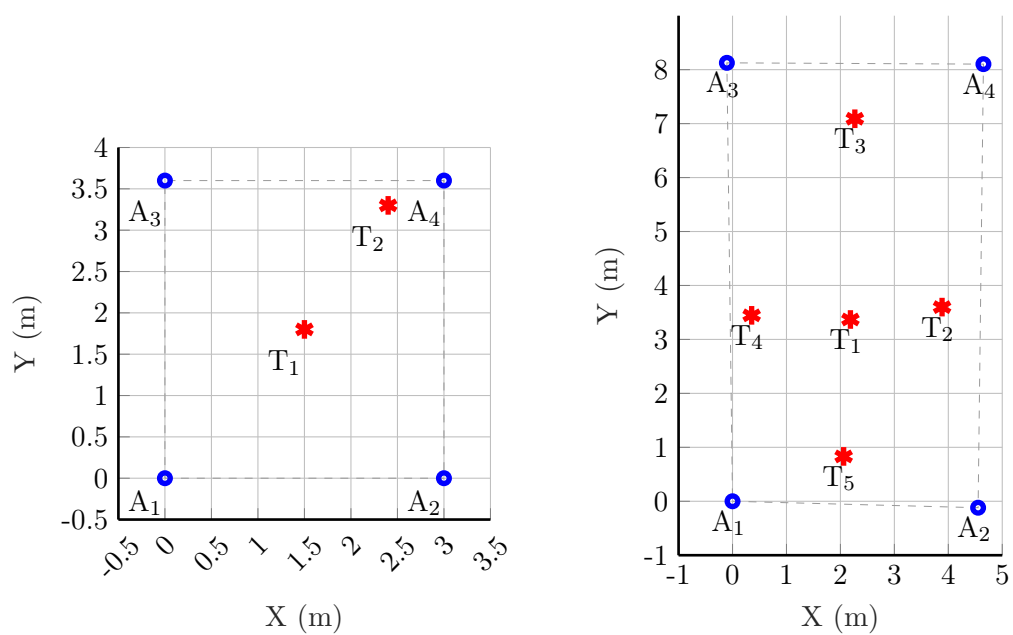 4
3.5
A₃
A₄
3
T₂
2.5
2
T₁
1.5
1
0.5
0
A₁
A₂
-0.5
-0.5 0 0.5 1 1.5 2 2.5 3 3.5
X (m)
Y (m)
8
A₃
A₄
7
T₃
6
5
4
T₄ T₁ T₂
3
2
1
T₅
0
A₁
A₂
-1
-1 0 1 2 3 4 5
X (m)
Y (m)